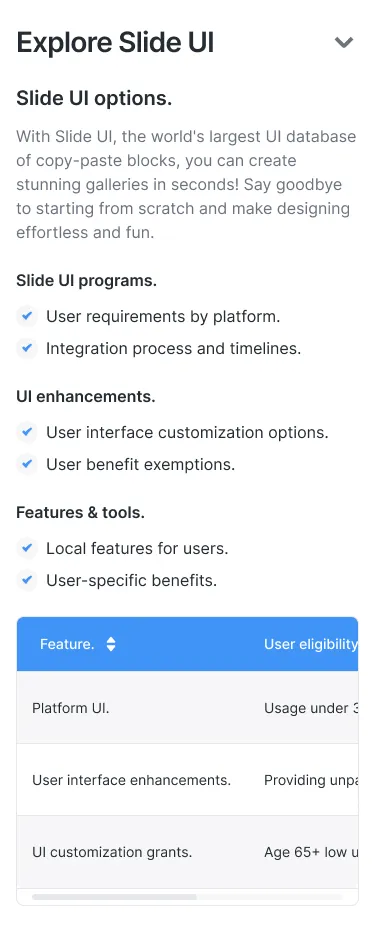 Explore Slide UI
Slide UI options.
With Slide UI, the world's largest UI database
of copy-paste blocks, you can create
stunning galleries in seconds! Say goodbye
to starting from scratch and make designing
effortless and fun.
Slide UI programs.
User requirements by platform.
Integration process and timelines.
UI enhancements.
User interface customization options.
User benefit exemptions.
Features & tools.
Local features for users.
User-specific benefits.
Feature. User eligibility
Platform UI. Usage under 3
User interface enhancements. Providing unpa
UI customization grants. Age 65+ low u